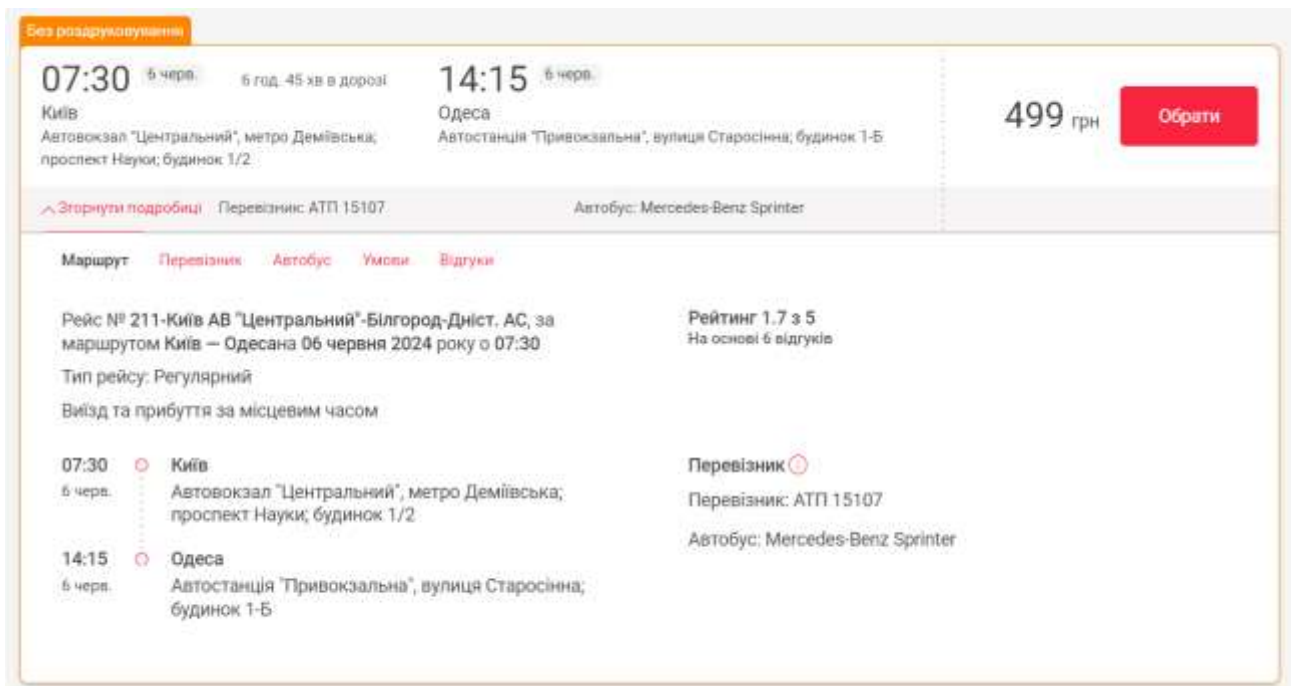 Без роздруковування
07:30 6 черв. 6 год. 45 хв в дорозі 14:15 6 черв.
Київ Одеса
Автовокзал "Центральний", метро Деміївська; Автостанція "Привокзальна", вулиця Старосінна; будинок 1-Б
проспект Науки; будинок 1/2
499 грн Обрати
Згорнути подробиці Перевізник: АТП 15107 Автобус: Mercedes-Benz Sprinter
Маршрут Перевізник Автобус Умови Відгуки
Рейс № 211-Київ АВ "Центральний"-Білгород-Дніст. АС, за
маршрутом Київ — Одесана 06 червня 2024 року о 07:30
Тип рейсу: Регулярний
Виїзд та прибуття за місцевим часом
Рейтинг 1.7 з 5
На основі 6 відгуків
07:30 Київ
6 черв. Автовокзал "Центральний", метро Деміївська;
проспект Науки; будинок 1/2
14:15 Одеса
6 черв. Автостанція "Привокзальна", вулиця Старосінна;
будинок 1-Б
Перевізник
Перевізник: АТП 15107
Автобус: Mercedes-Benz Sprinter